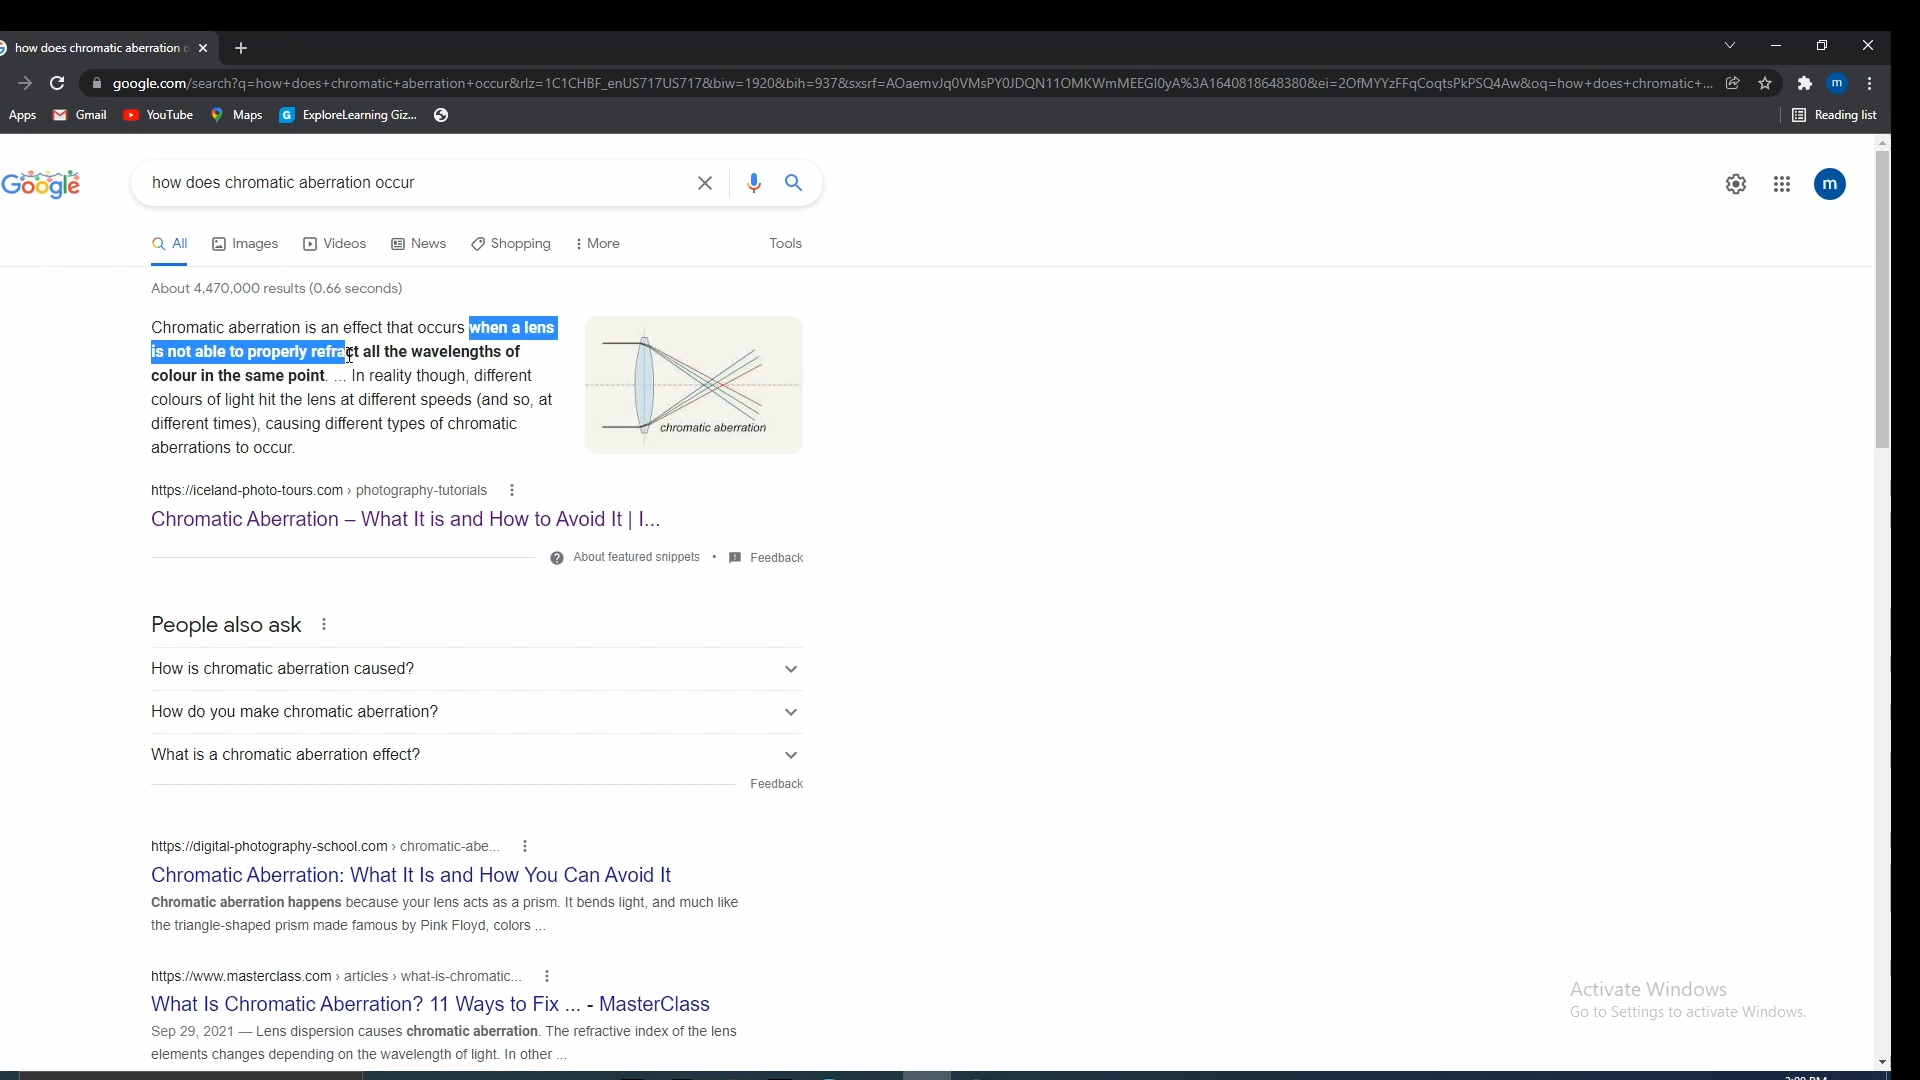 how does chromatic aberration
google.com/search?q=how+does+chromatic+aberration+occur&rlz=1C1CHBF_enUS717US717&biw=1920&bih=937&sxsrf=AOaemvJq0VMsPY0JDQN11OMKWmMEEGI0yA%3A1640818648380&ei=2OfMYYzFFqCoqtsPkPSQ4Aw&oq=how+does+chromatic+...
m
Apps Gmail YouTube Maps ExploreLearning Giz... Reading list
Google how does chromatic aberration occur m
All Images Videos News Shopping More Tools
About 4,470,000 results (0.66 seconds)
Chromatic aberration is an effect that occurs when a lens
is not able to properly refract all the wavelengths of
colour in the same point. ... In reality though, different
colours of light hit the lens at different speeds (and so, at
different times), causing different types of chromatic
aberrations to occur.
chromatic aberration
https://iceland-photo-tours.com › photography-tutorials
Chromatic Aberration – What It is and How to Avoid It | I...
About featured snippets • Feedback
People also ask
How is chromatic aberration caused?
How do you make chromatic aberration?
What is a chromatic aberration effect?
Feedback
https://digital-photography-school.com › chromatic-abe...
Chromatic Aberration: What It Is and How You Can Avoid It
Chromatic aberration happens because your lens acts as a prism. It bends light, and much like
the triangle-shaped prism made famous by Pink Floyd, colors ...
https://www.masterclass.com › articles › what-is-chromatic...
What Is Chromatic Aberration? 11 Ways to Fix ... - MasterClass
Sep 29, 2021 — Lens dispersion causes chromatic aberration. The refractive index of the lens
elements changes depending on the wavelength of light. In other ...
Activate Windows
Go to Settings to activate Windows.